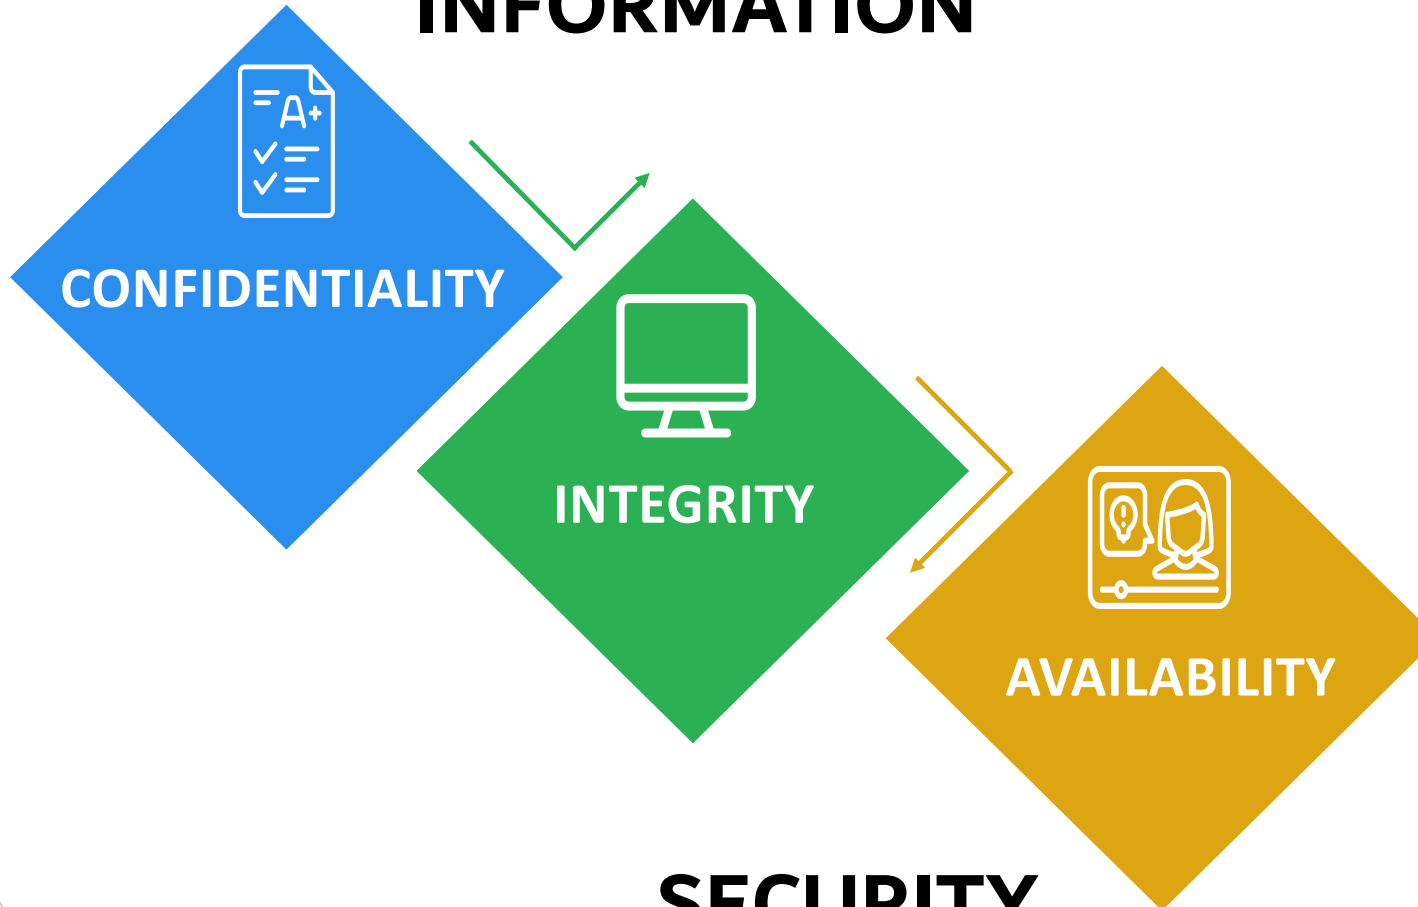 INFORMATION
A+
CONFIDENTIALITY
INTEGRITY
AVAILABILITY
SECURITY